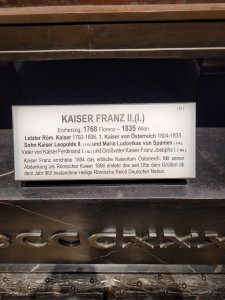 KAISER FRANZ II.(I.)
Erzherzog, 1768 Florenz – 1835 Wien
Letzter Röm. Kaiser 1792-1806, 1. Kaiser von Österreich 1804-1835,
Sohn Kaiser Leopolds II. und Maria Ludovikas von Spanien
Vater von Kaiser Ferdinand I. und Großvater Kaiser Franz Josephs I.
Kaiser Franz errichtete 1804 das erbliche Kaisertum Österreich. Mit seiner
Abdankung als Römischer Kaiser 1806 endete das seit Otto dem Großen ab
dem Jahr 962 bestandene Heilige Römische Reich Deutscher Nation.